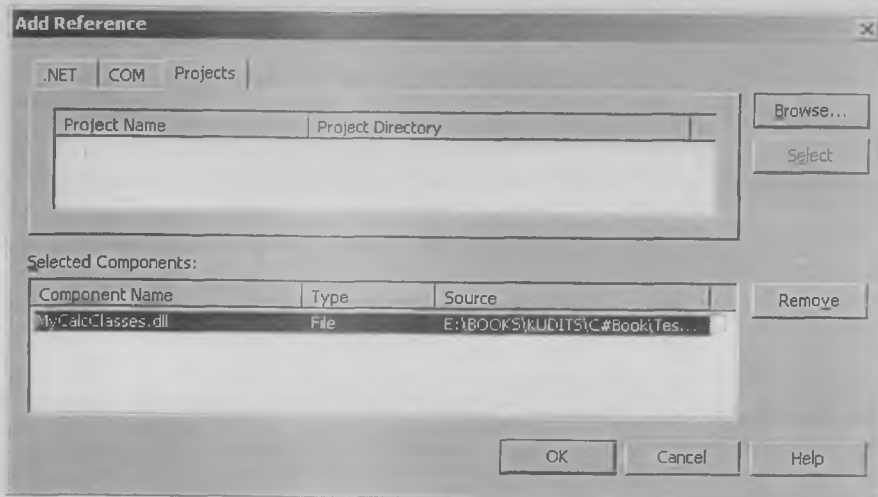 Add Reference
.NET COM Projects
Project Name Project Directory
Browse...
Select
Selected Components:
Component Name Type Source
Remove
MyCalcClasses.dll File E:\BOOKS\KUDITS\C#Book\Tes...
OK Cancel Help